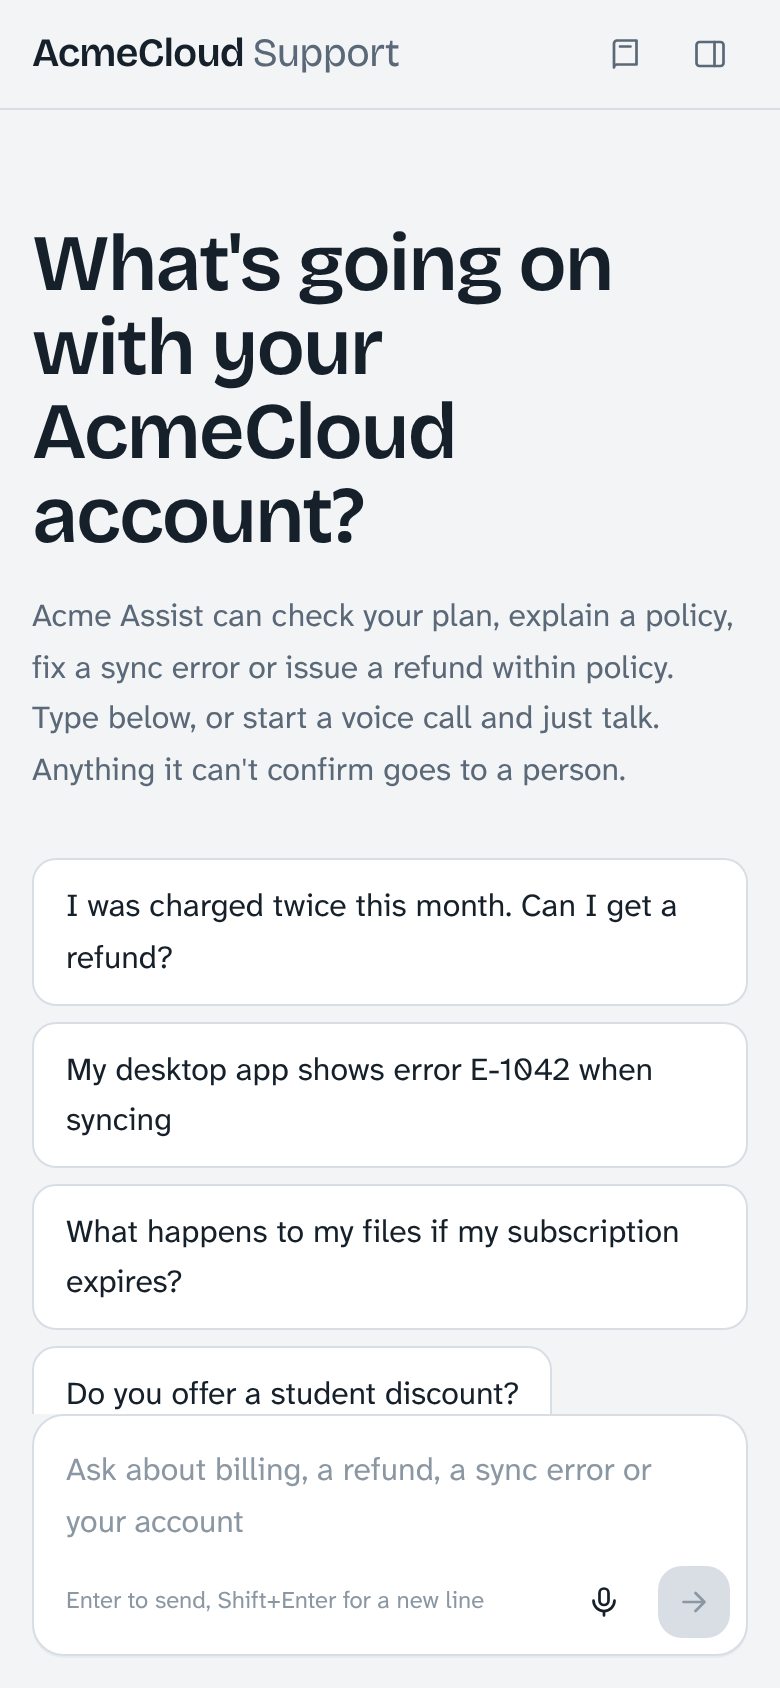 AcmeCloud Support
What's going on
with your
AcmeCloud
account?
Acme Assist can check your plan, explain a policy,
fix a sync error or issue a refund within policy.
Type below, or start a voice call and just talk.
Anything it can't confirm goes to a person.
I was charged twice this month. Can I get a
refund?
My desktop app shows error E-1042 when
syncing
What happens to my files if my subscription
expires?
Do you offer a student discount?
Ask about billing, a refund, a sync error or
your account
Enter to send, Shift+Enter for a new line